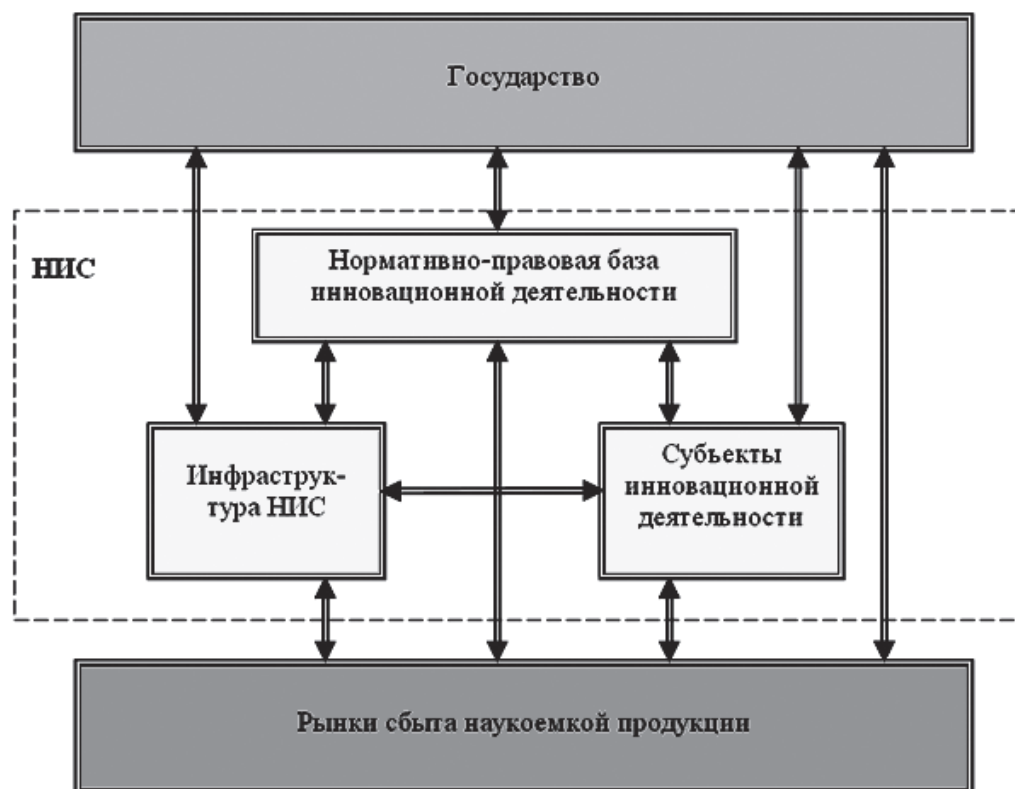 Государство
НИС
Нормативно-правовая база
инновационной деятельности
Инфраструк-
тура НИС
Субъекты
инновационной
деятельности
Рынки сбыта наукоемкой продукции